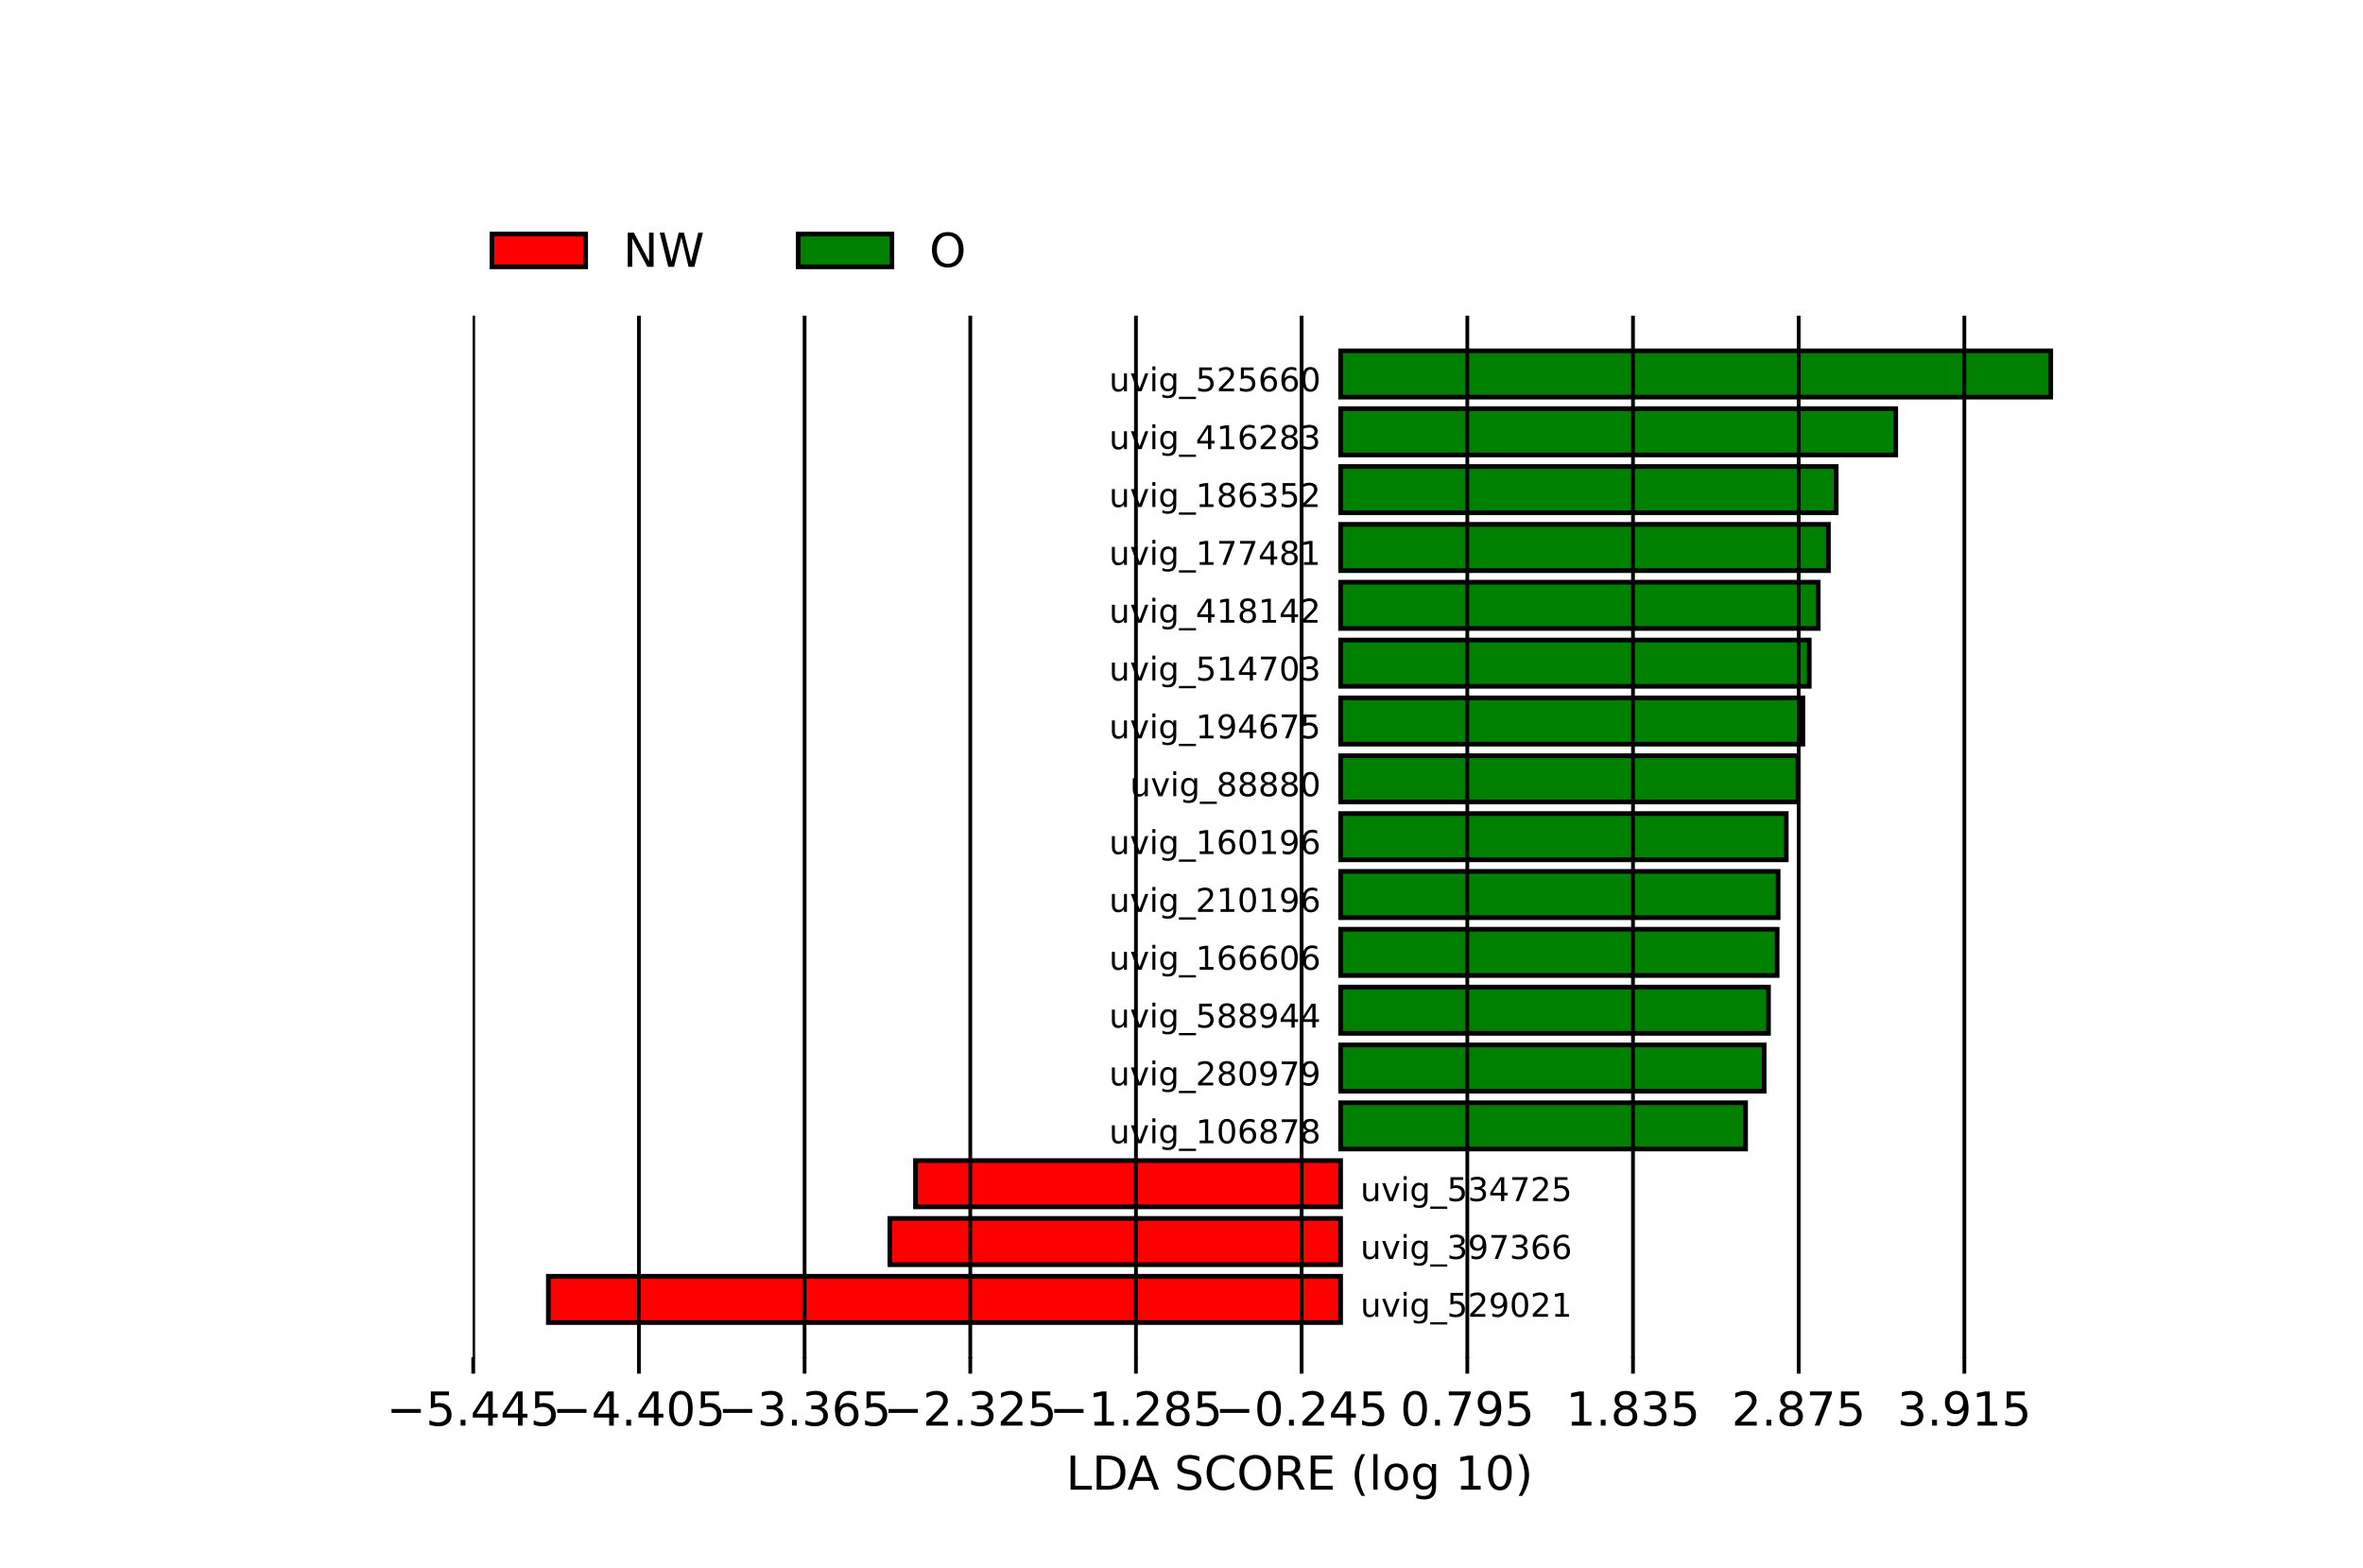 NW O
uvig_525660
uvig_416283
uvig_186352
uvig_177481
uvig_418142
uvig_514703
uvig_194675
uvig_88880
uvig_160196
uvig_210196
uvig_166606
uvig_588944
uvig_280979
uvig_106878
uvig_534725
uvig_397366
uvig_529021
−5.445 −4.405 −3.365 −2.325 −1.285 −0.245 0.795 1.835 2.875 3.915
LDA SCORE (log 10)